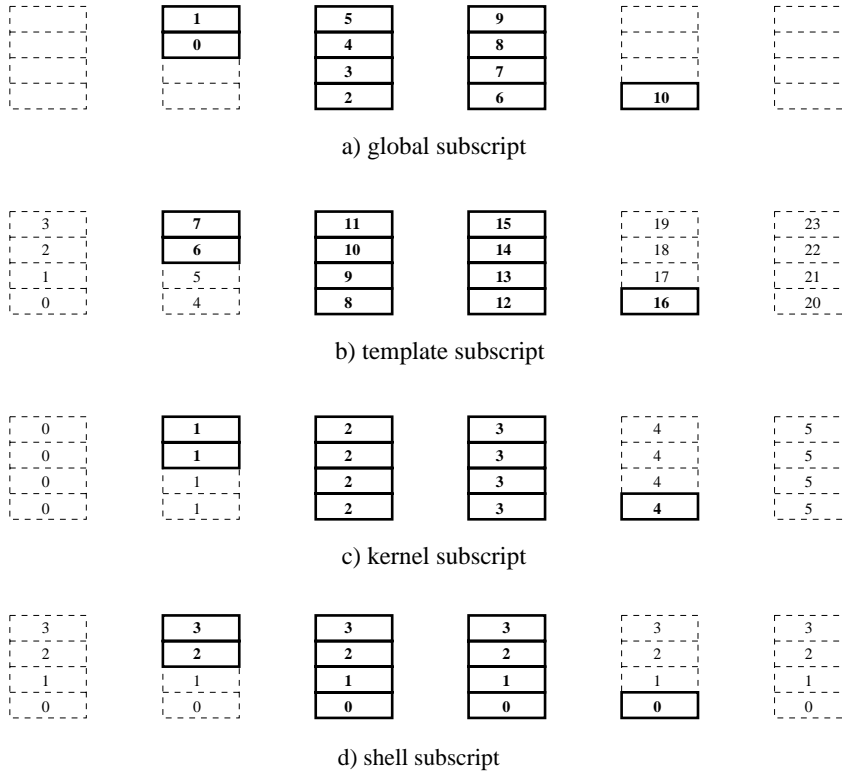 1 5 9
0 4 8
3 7
2 6 10
a) global subscript
3 7 11 15 19 23
2 6 10 14 18 22
1 5 9 13 17 21
0 4 8 12 16 20
b) template subscript
0 1 2 3 4 5
0 1 2 3 4 5
0 1 2 3 4 5
0 1 2 3 4 5
c) kernel subscript
3 3 3 3 3 3
2 2 2 2 2 2
1 1 1 1 1 1
0 0 0 0 0 0
d) shell subscript